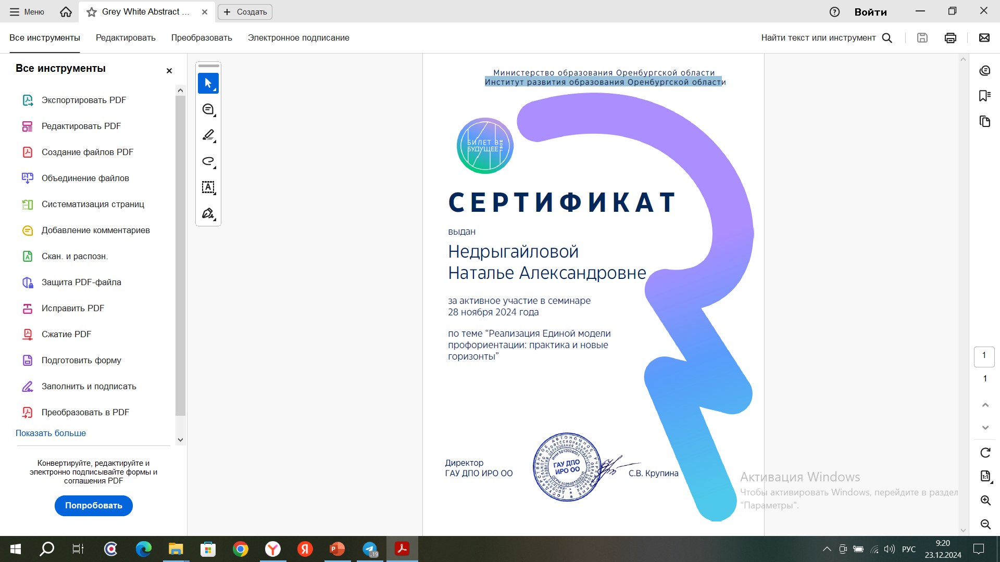 Меню
Grey White Abstract ...
Создать
Войти
Все инструменты
Редактировать
Преобразовать
Электронное подписание
Найти текст или инструмент
Все инструменты
Экспортировать PDF
Редактировать PDF
Создание файлов PDF
Объединение файлов
Систематизация страниц
Добавление комментариев
Скан. и распозн.
Защита PDF-файла
Исправить PDF
Сжатие PDF
Подготовить форму
Заполнить и подписать
Преобразовать в PDF
Показать больше
Конвертируйте, редактируйте и
электронно подписывайте формы и
соглашения PDF
Попробовать
Министерство образования Оренбургской области
Институт развития образования Оренбургской области
БИЛЕТ В
БУДУЩЕЕ
ТВОЕ
СЕРТИФИКАТ
выдан
Недрыгайловой
Наталье Александровне
за активное участие в семинаре
28 ноября 2024 года
по теме “Реализация Единой модели
профориентации: практика и новые
горизонты”
Директор
ГАУ ДПО ИРО ОО
ГАУ ДПО
ИРО ОО
С.В. Крупина
1
1
Активация Windows
Чтобы активировать Windows, перейдите в раздел
"Параметры".
19
РУС
9:20
23.12.2024